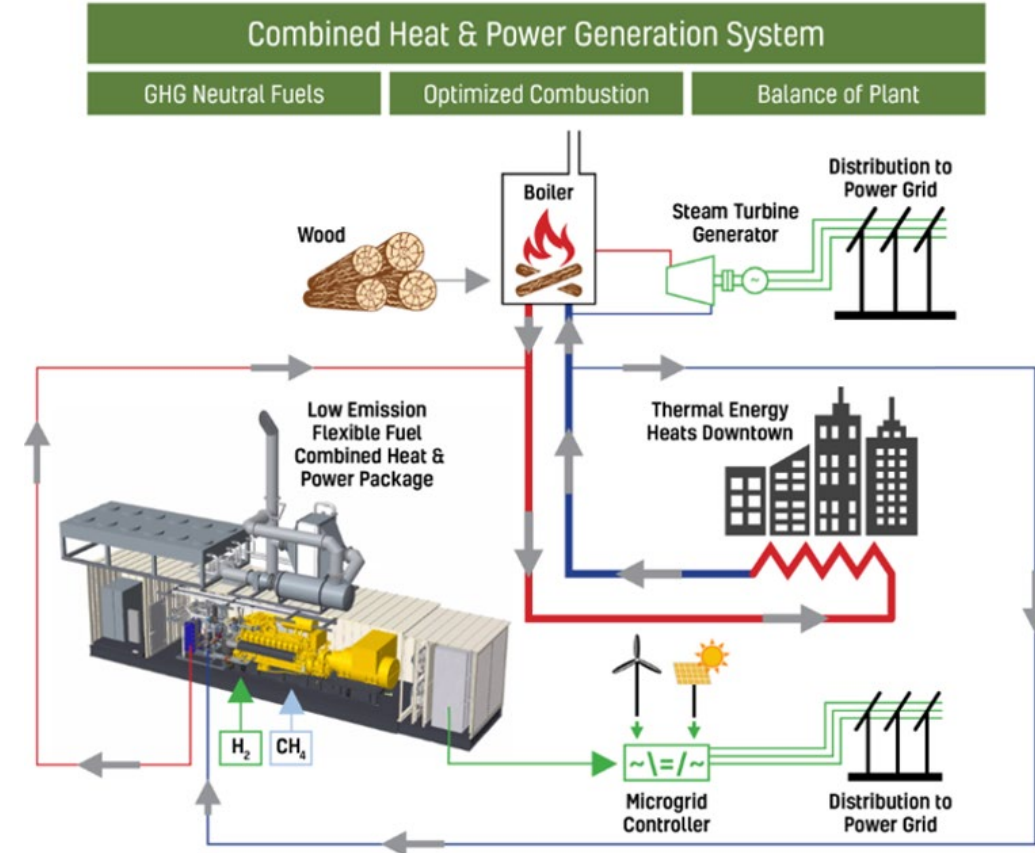 Combined Heat & Power Generation System
GHG Neutral Fuels
Optimized Combustion
Balance of Plant
Boiler
Wood
Steam Turbine
Generator
~
Distribution to
Power Grid
Low Emission
Flexible Fuel
Combined Heat &
Power Package
Thermal Energy
Heats Downtown
H₂
CH₄
~\=/~
Microgrid
Controller
Distribution to
Power Grid